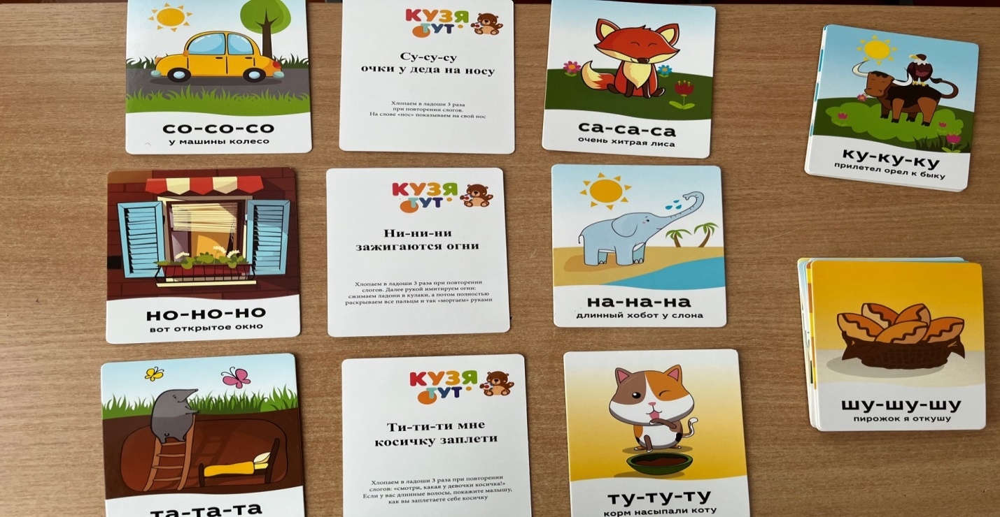 со-со-со
у машины колесо
КУЗЯ
ТУТ
Су-су-су
очки у деда на носу
Хлопаем в ладоши 3 раза
при повторении слогов.
На слове «нос» показываем на свой нос
са-са-са
очень хитрая лиса
ку-ку-ку
прилетел орел к быку
но-но-но
вот открытое окно
КУЗЯ
ТУТ
Ни-ни-ни
зажигаются огни
Хлопаем в ладоши 3 раза при повторении
слогов. Далее рукой имитируем огни:
сжимаем ладони в кулаки, а потом полностью
раскрываем все пальцы и так «моргаем» руками
на-на-на
длинный хобот у слона
шу-шу-шу
пирожок я откушу
та-та-та
КУЗЯ
ТУТ
Ти-ти-ти мне
косичку заплети
Хлопаем в ладоши 3 раза при повторении
слогов: «смотри, какая у девочки косичка!»
Если у вас длинные волосы, покажите малышу,
как вы заплетаете себе косичку
ту-ту-ту
корм насыпали коту